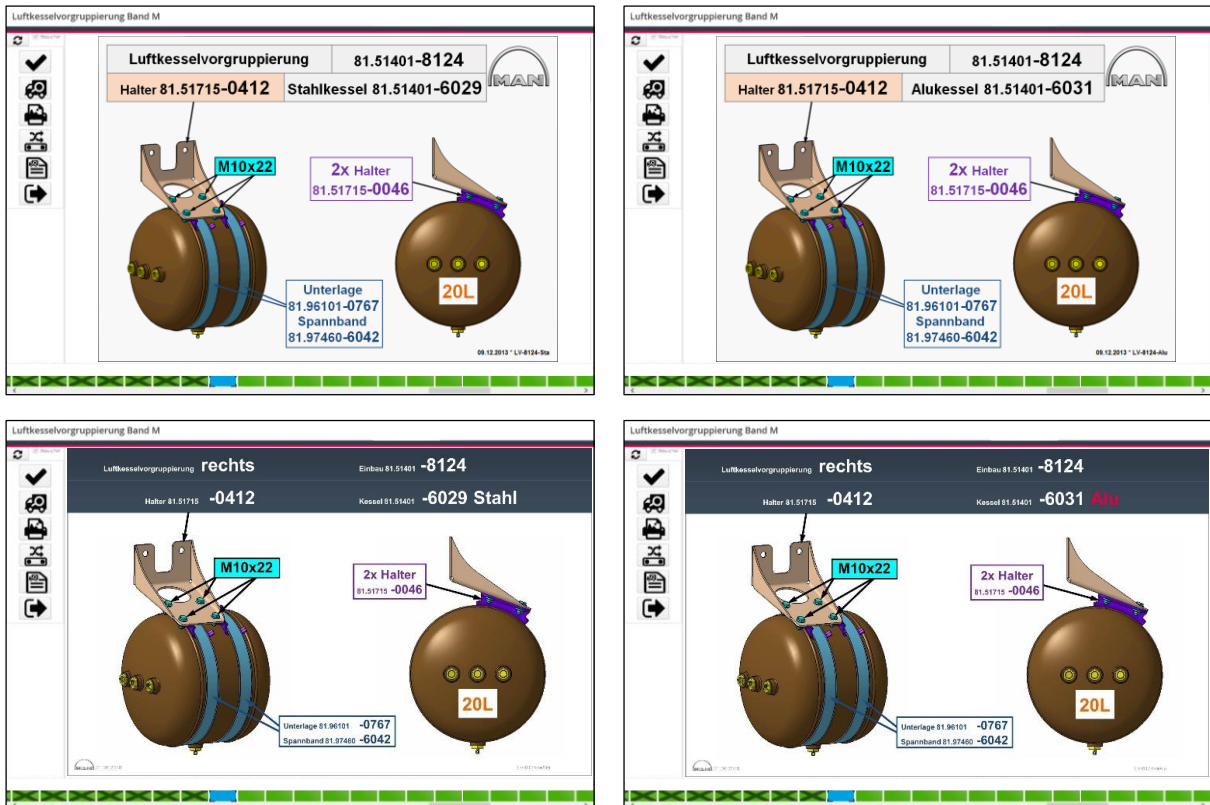 Luftkesselvorgruppierung Band M
Luftkesselvorgruppierung 81.51401-8124
MAN
Halter 81.51715-0412 Stahlkessel 81.51401-6029
M10x22
2x Halter
81.51715-0046
Unterlage
81.96101-0767
Spannband
81.97460-6042
20L
09.12.2013 * LV-8124-Sta
Luftkesselvorgruppierung Band M
Luftkesselvorgruppierung 81.51401-8124
MAN
Halter 81.51715-0412 Alukessel 81.51401-6031
M10x22
2x Halter
81.51715-0046
Unterlage
81.96101-0767
Spannband
81.97460-6042
20L
09.12.2013 * LV-8124-Alu
Luftkesselvorgruppierung Band M
Luftkesselvorgruppierung rechts Einbau 81.51401 -8124
Halter 81.51715 -0412 Kessel 81.51401 -6029 Stahl
M10x22
2x Halter
81.51715 -0046
20L
Unterlage 81.96101 -0767
Spannband 81.97460 -6042
MAN
Luftkesselvorgruppierung Band M
Luftkesselvorgruppierung rechts Einbau 81.51401 -8124
Halter 81.51715 -0412 Kessel 81.51401 -6031 Alu
M10x22
2x Halter
81.51715 -0046
20L
Unterlage 81.96101 -0767
Spannband 81.97460 -6042
MAN